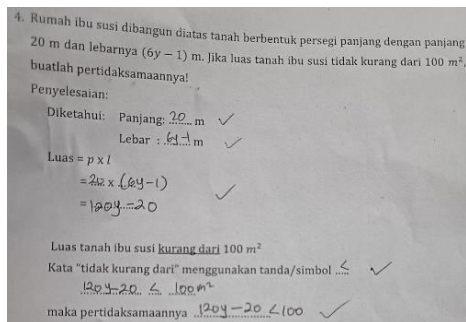 4. Rumah ibu susi dibangun diatas tanah berbentuk persegi panjang dengan panjang
20 m dan lebarnya (6y – 1) m. Jika luas tanah ibu susi tidak kurang dari 100 m²,
buatlah pertidaksamaannya!
Penyelesaian:
Diketahui: Panjang: 20 m ✓
Lebar : 6y-1 m ✓
Luas = p x l
= 20 x (6y-1)
= 120y-20 ✓
Luas tanah ibu susi kurang dari 100 m²
Kata "tidak kurang dari" menggunakan tanda/simbol ≤ ✓
120y-20 ≤ 100m²
maka pertidaksamaannya 120y-20 <100 ✓